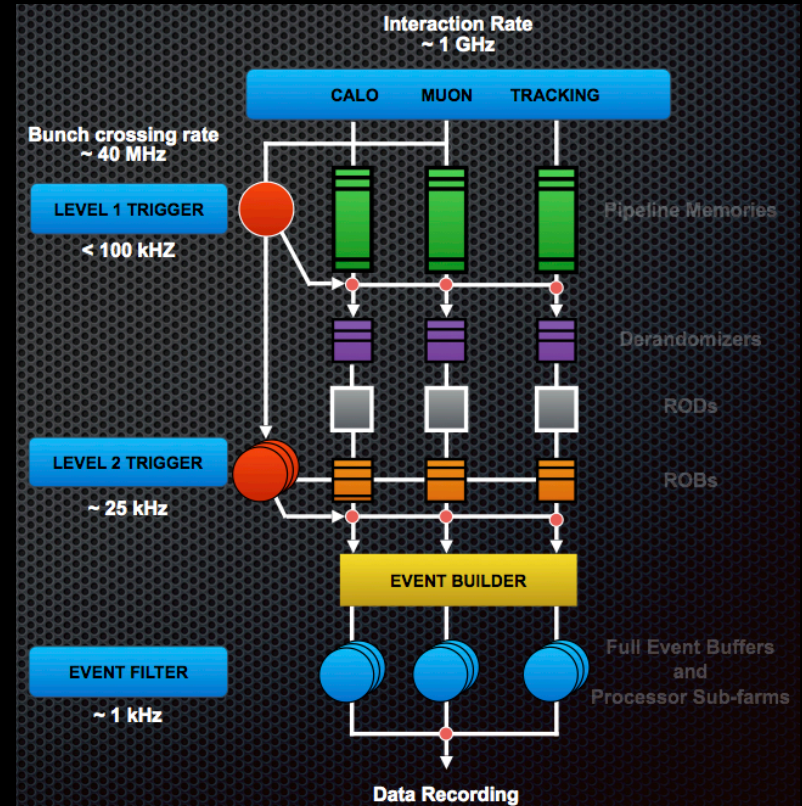 Interaction Rate
~ 1 GHz
CALO MUON TRACKING
Bunch crossing rate
~ 40 MHz
LEVEL 1 TRIGGER
< 100 kHZ
Pipeline Memories
Derandomizers
RODs
LEVEL 2 TRIGGER
~ 25 kHz
ROBs
EVENT BUILDER
EVENT FILTER
~ 1 kHz
Full Event Buffers
and
Processor Sub-farms
Data Recording